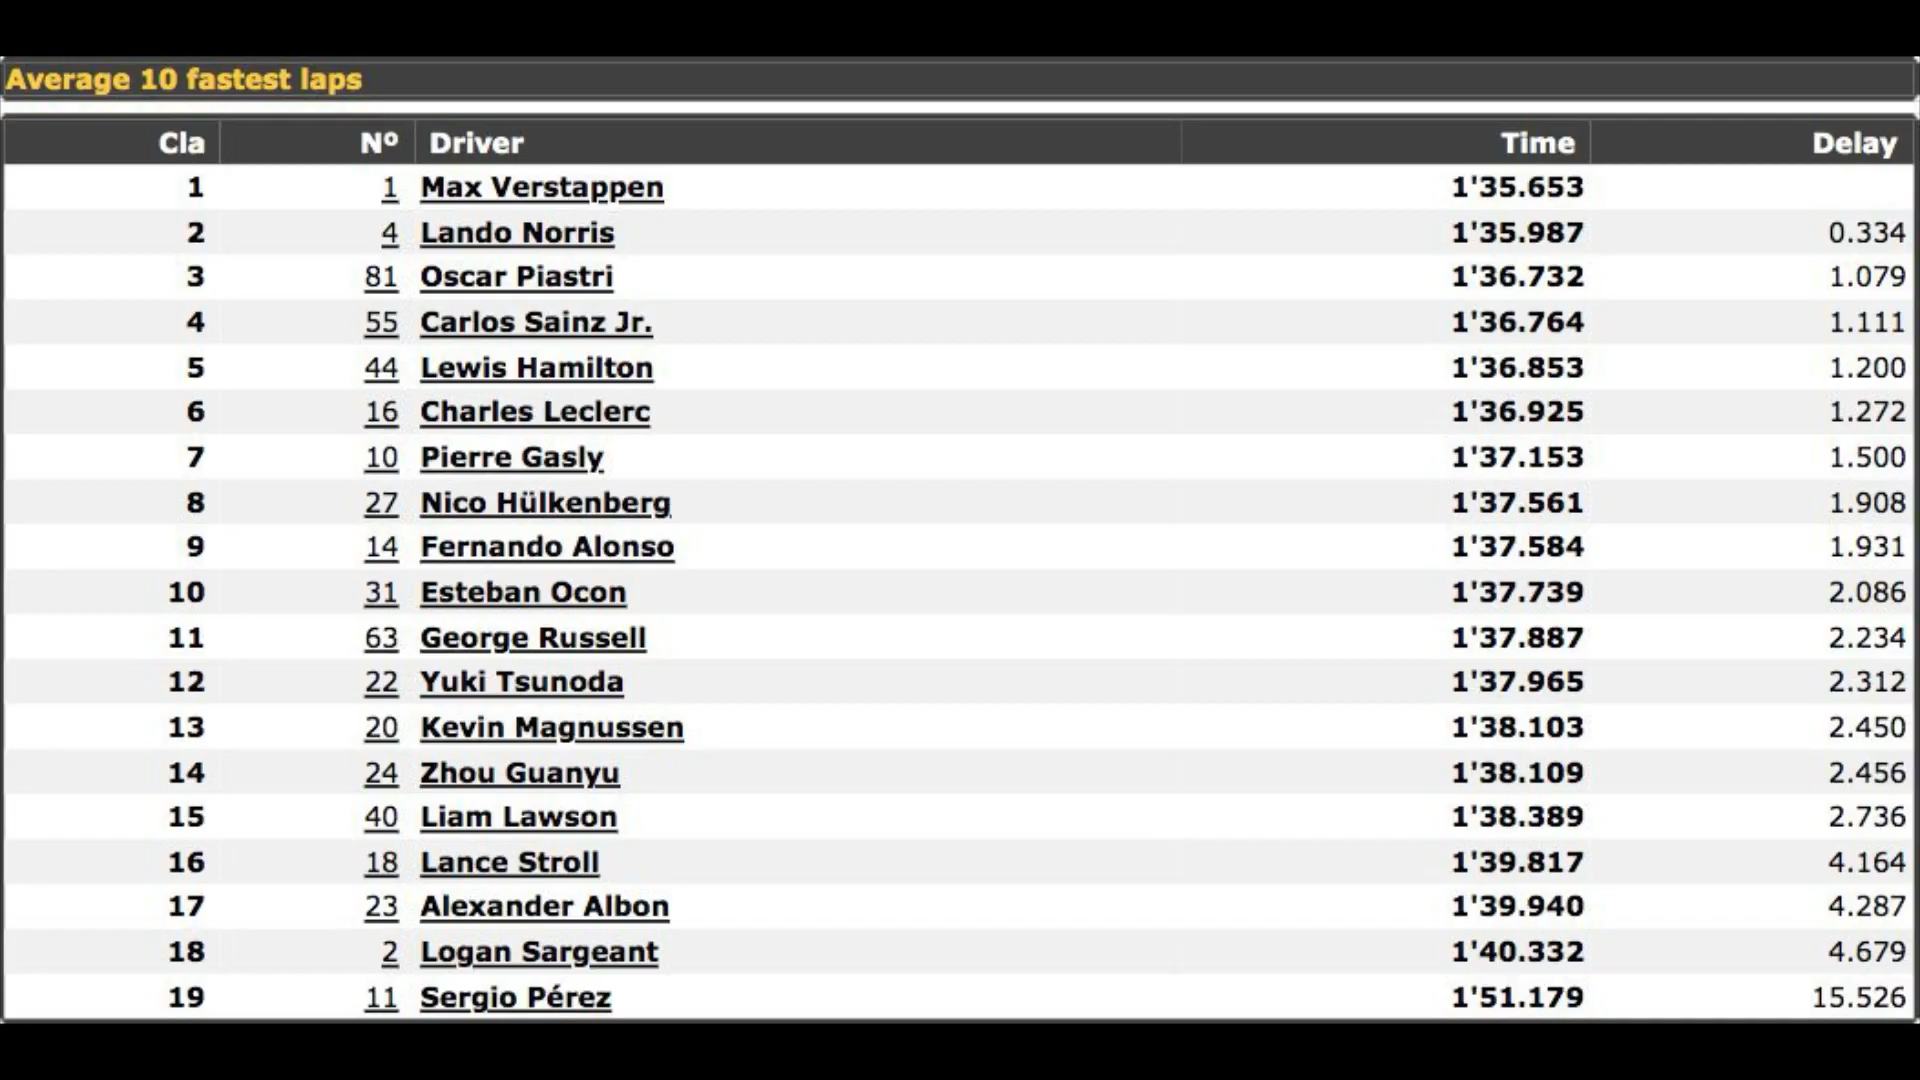 Average 10 fastest laps
Cla Nº Driver Time Delay
1 1 Max Verstappen 1'35.653
2 4 Lando Norris 1'35.987 0.334
3 81 Oscar Piastri 1'36.732 1.079
4 55 Carlos Sainz Jr. 1'36.764 1.111
5 44 Lewis Hamilton 1'36.853 1.200
6 16 Charles Leclerc 1'36.925 1.272
7 10 Pierre Gasly 1'37.153 1.500
8 27 Nico Hülkenberg 1'37.561 1.908
9 14 Fernando Alonso 1'37.584 1.931
10 31 Esteban Ocon 1'37.739 2.086
11 63 George Russell 1'37.887 2.234
12 22 Yuki Tsunoda 1'37.965 2.312
13 20 Kevin Magnussen 1'38.103 2.450
14 24 Zhou Guanyu 1'38.109 2.456
15 40 Liam Lawson 1'38.389 2.736
16 18 Lance Stroll 1'39.817 4.164
17 23 Alexander Albon 1'39.940 4.287
18 2 Logan Sargeant 1'40.332 4.679
19 11 Sergio Pérez 1'51.179 15.526